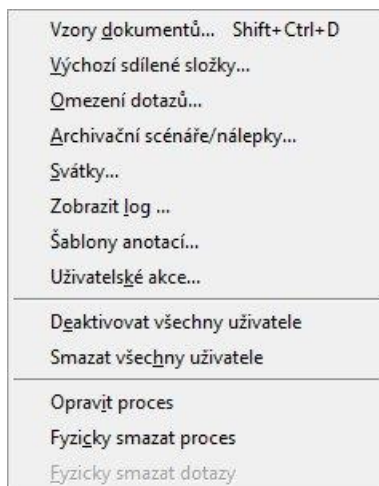 Vzory dokumentů... Shift+Ctrl+D
Výchozí sdílené složky...
Omezení dotazů...
Archivační scénáře/nálepky...
Svátky...
Zobrazit log ...
Šablony anotací...
Uživatelské akce...
Deaktivovat všechny uživatele
Smazat všechny uživatele
Opravit proces
Fyzicky smazat proces
Fyzicky smazat dotazy